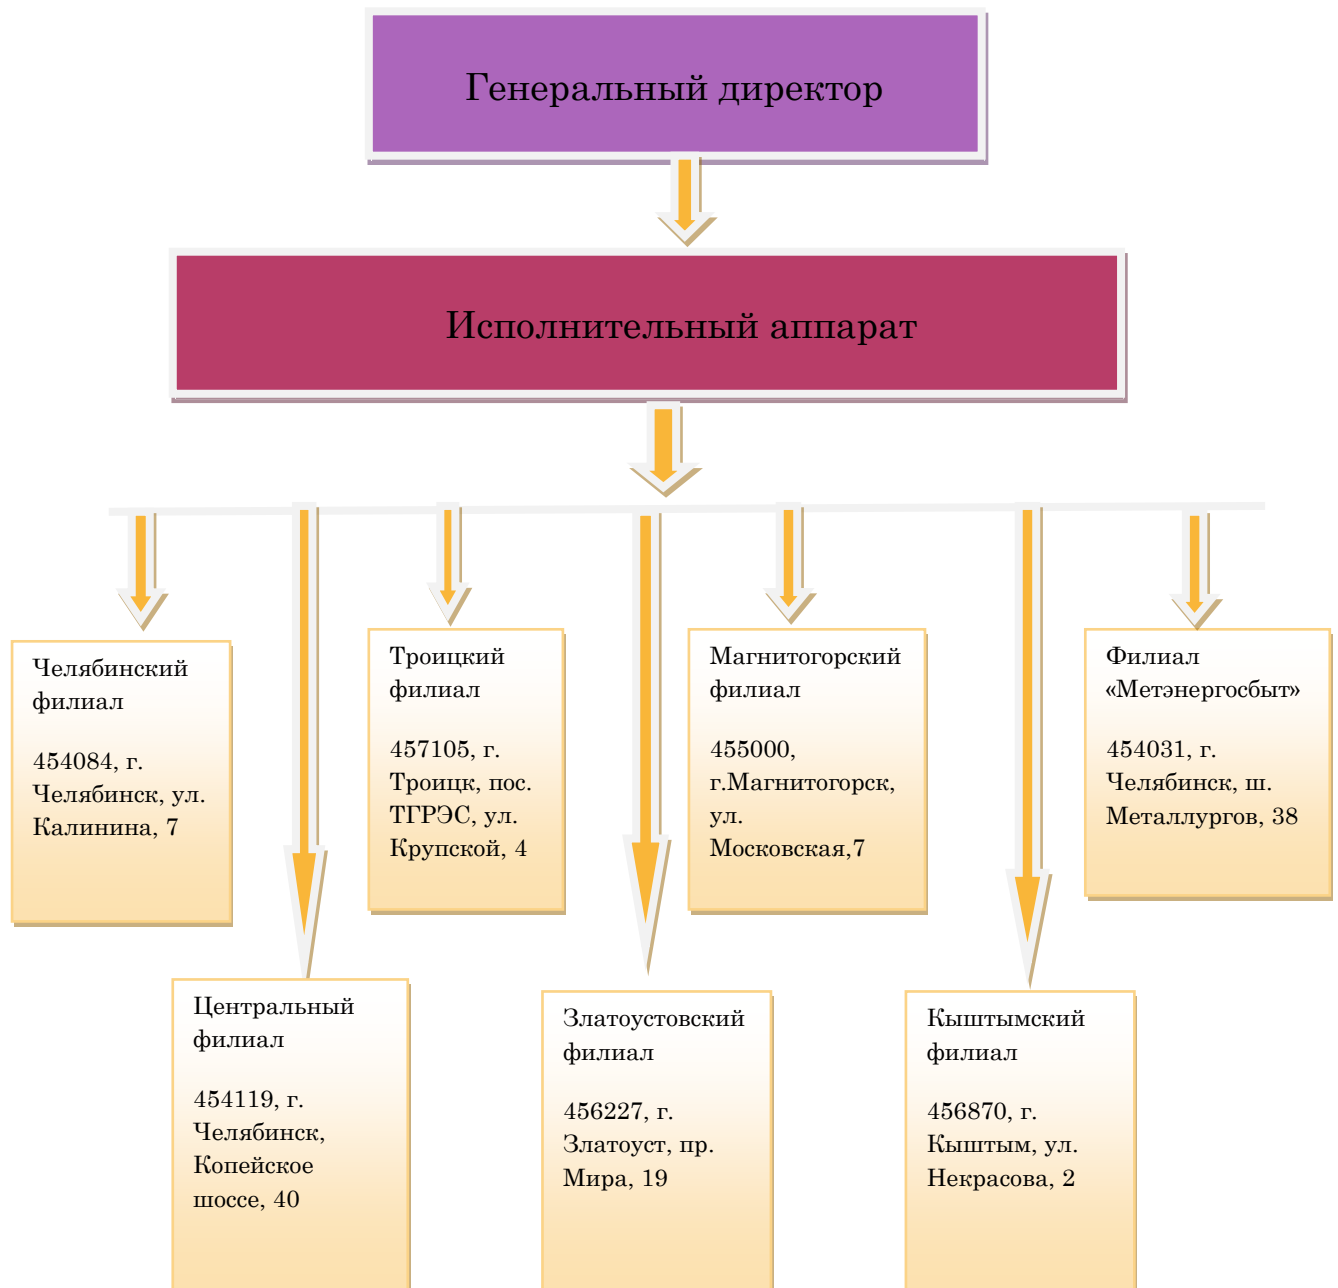 Генеральный директор
Исполнительный аппарат
Челябинский
филиал
454084, г.
Челябинск, ул.
Калинина, 7
Троицкий
филиал
457105, г.
Троицк, пос.
ТГРЭС, ул.
Крупской, 4
Магнитогорский
филиал
455000,
г.Магнитогорск,
ул.
Московская,7
Филиал
«Метэнергосбыт»
454031, г.
Челябинск, ш.
Металлургов, 38
Центральный
филиал
454119, г.
Челябинск,
Копейское
шоссе, 40
Златоустовский
филиал
456227, г.
Златоуст, пр.
Мира, 19
Кыштымский
филиал
456870, г.
Кыштым, ул.
Некрасова, 2